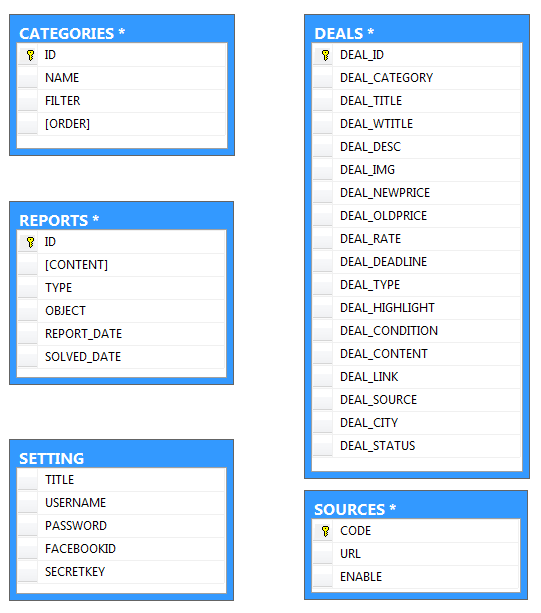 CATEGORIES *
ID
NAME
FILTER
[ORDER]
REPORTS *
ID
[CONTENT]
TYPE
OBJECT
REPORT_DATE
SOLVED_DATE
SETTING
TITLE
USERNAME
PASSWORD
FACEBOOKID
SECRETKEY
DEALS *
DEAL_ID
DEAL_CATEGORY
DEAL_TITLE
DEAL_WTITLE
DEAL_DESC
DEAL_IMG
DEAL_NEWPRICE
DEAL_OLDPRICE
DEAL_RATE
DEAL_DEADLINE
DEAL_TYPE
DEAL_HIGHLIGHT
DEAL_CONDITION
DEAL_CONTENT
DEAL_LINK
DEAL_SOURCE
DEAL_CITY
DEAL_STATUS
SOURCES *
CODE
URL
ENABLE